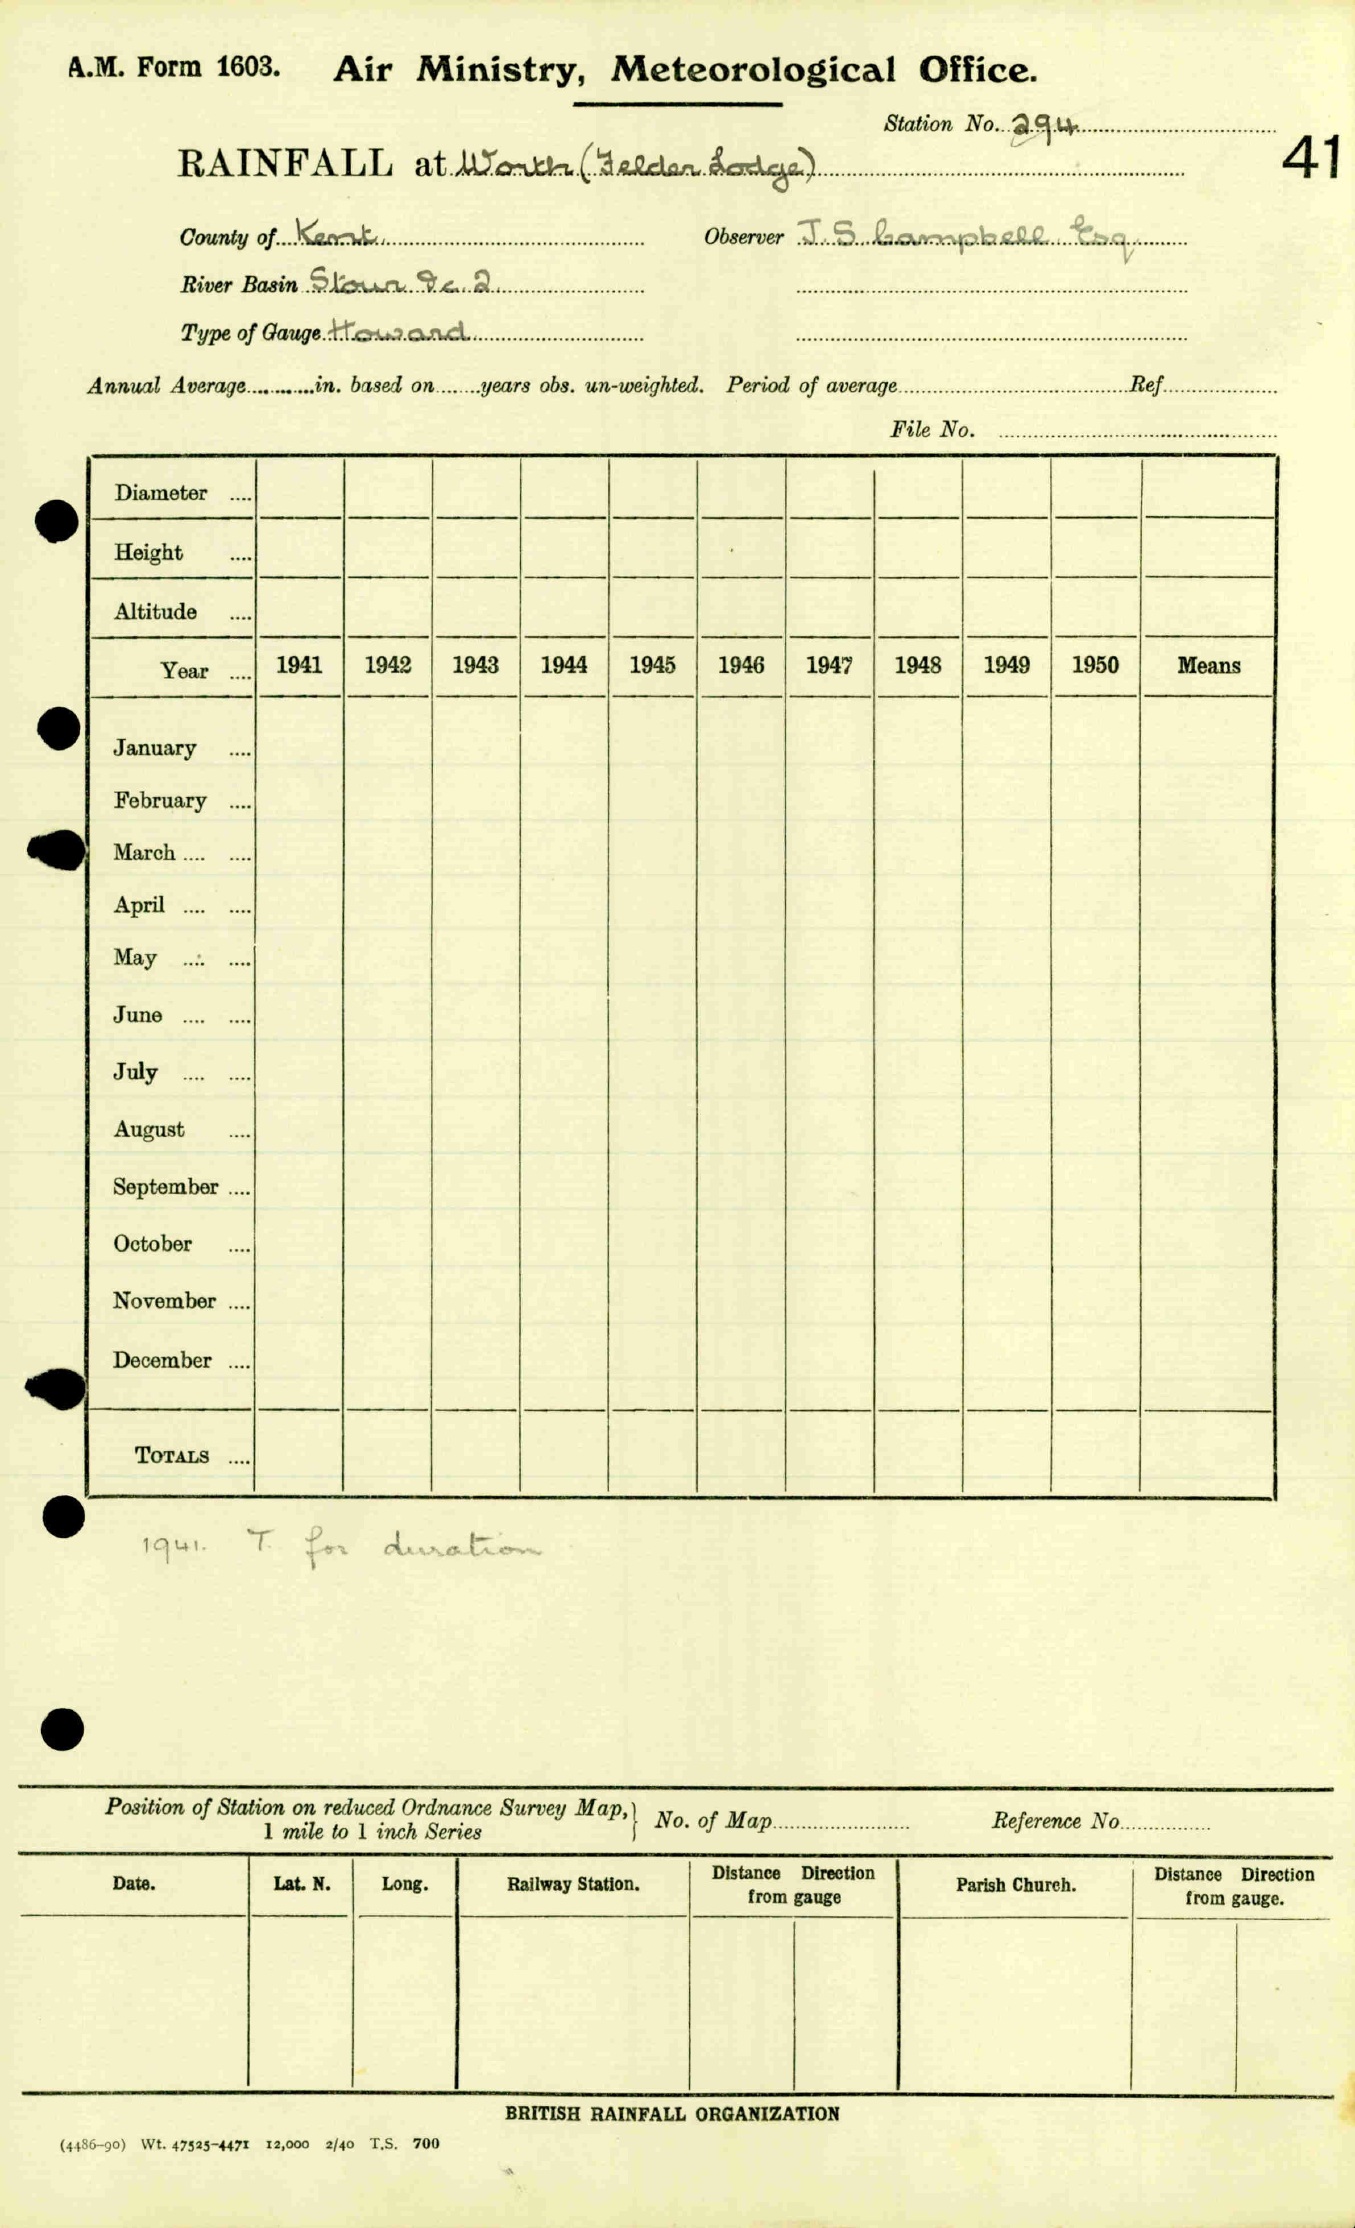 A.M. Form 1603. Air Ministry, Meteorological Office.
Station No. 294
41
RAINFALL at Worth (Felder Lodge)
County of Kent Observer J. S. Campbell Esq
River Basin Stour &c. 2
Type of Gauge Howard
Annual Average............in. based on.......years obs. un-weighted. Period of average..............................Ref...................
File No. ..............................
Diameter ....
Height ....
Altitude ....
Year .... 1941 1942 1943 1944 1945 1946 1947 1948 1949 1950 Means
January ....
February ....
March .... ....
April .... ....
May .... ....
June .... ....
July .... ....
August ....
September ....
October ....
November ....
December ....
TOTALS ....
1941. T. for duration
Position of Station on reduced Ordnance Survey Map,} No. of Map...................... Reference No...............
1 mile to 1 inch Series
Date. Lat. N. Long. Railway Station. Distance Direction from gauge Parish Church. Distance Direction from gauge.
BRITISH RAINFALL ORGANIZATION
(4486-90) Wt. 47525-4471 12,000 2/40 T.S. 700